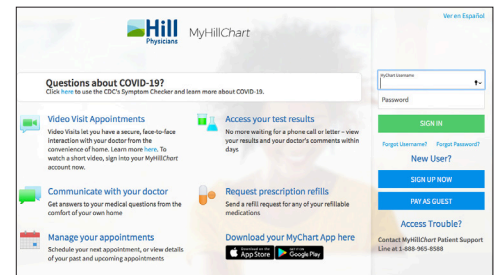 Ver en Español
Hill
Physicians
MyHillChart
Questions about COVID-19?
Click here to use the CDC's Symptom Checker and learn more about COVID-19.
Video Visit Appointments
Video Visits let you have a secure, face-to-face
interaction with your doctor from the
convenience of home. Learn more here. To
watch a short video, sign into your MyHillChart
account now.
Access your test results
No more waiting for a phone call or letter – view
your results and your doctor's comments within
days
Communicate with your doctor
Get answers to your medical questions from the
comfort of your own home
Request prescription refills
Send a refill request for any of your refillable
medications
Manage your appointments
Schedule your next appointment, or view details
of your past and upcoming appointments
Download your MyChart App here
Download on the
App Store
GET IT ON
Google Play
MyChart Username
Password
SIGN IN
Forgot Username? Forgot Password?
New User?
SIGN UP NOW
PAY AS GUEST
Access Trouble?
Contact MyHillChart Patient Support
Line at 1-888-965-8588